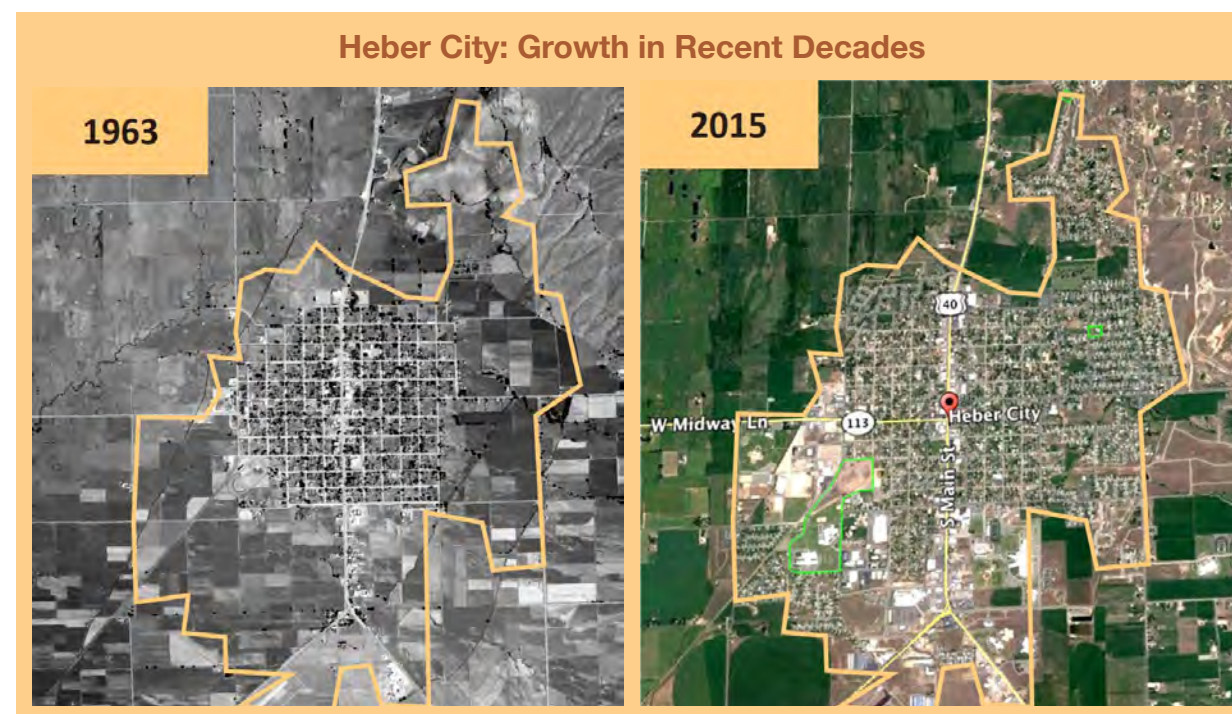 Heber City: Growth in Recent Decades
1963
2015
40
W Midway Ln
113
Heber City
S Main St